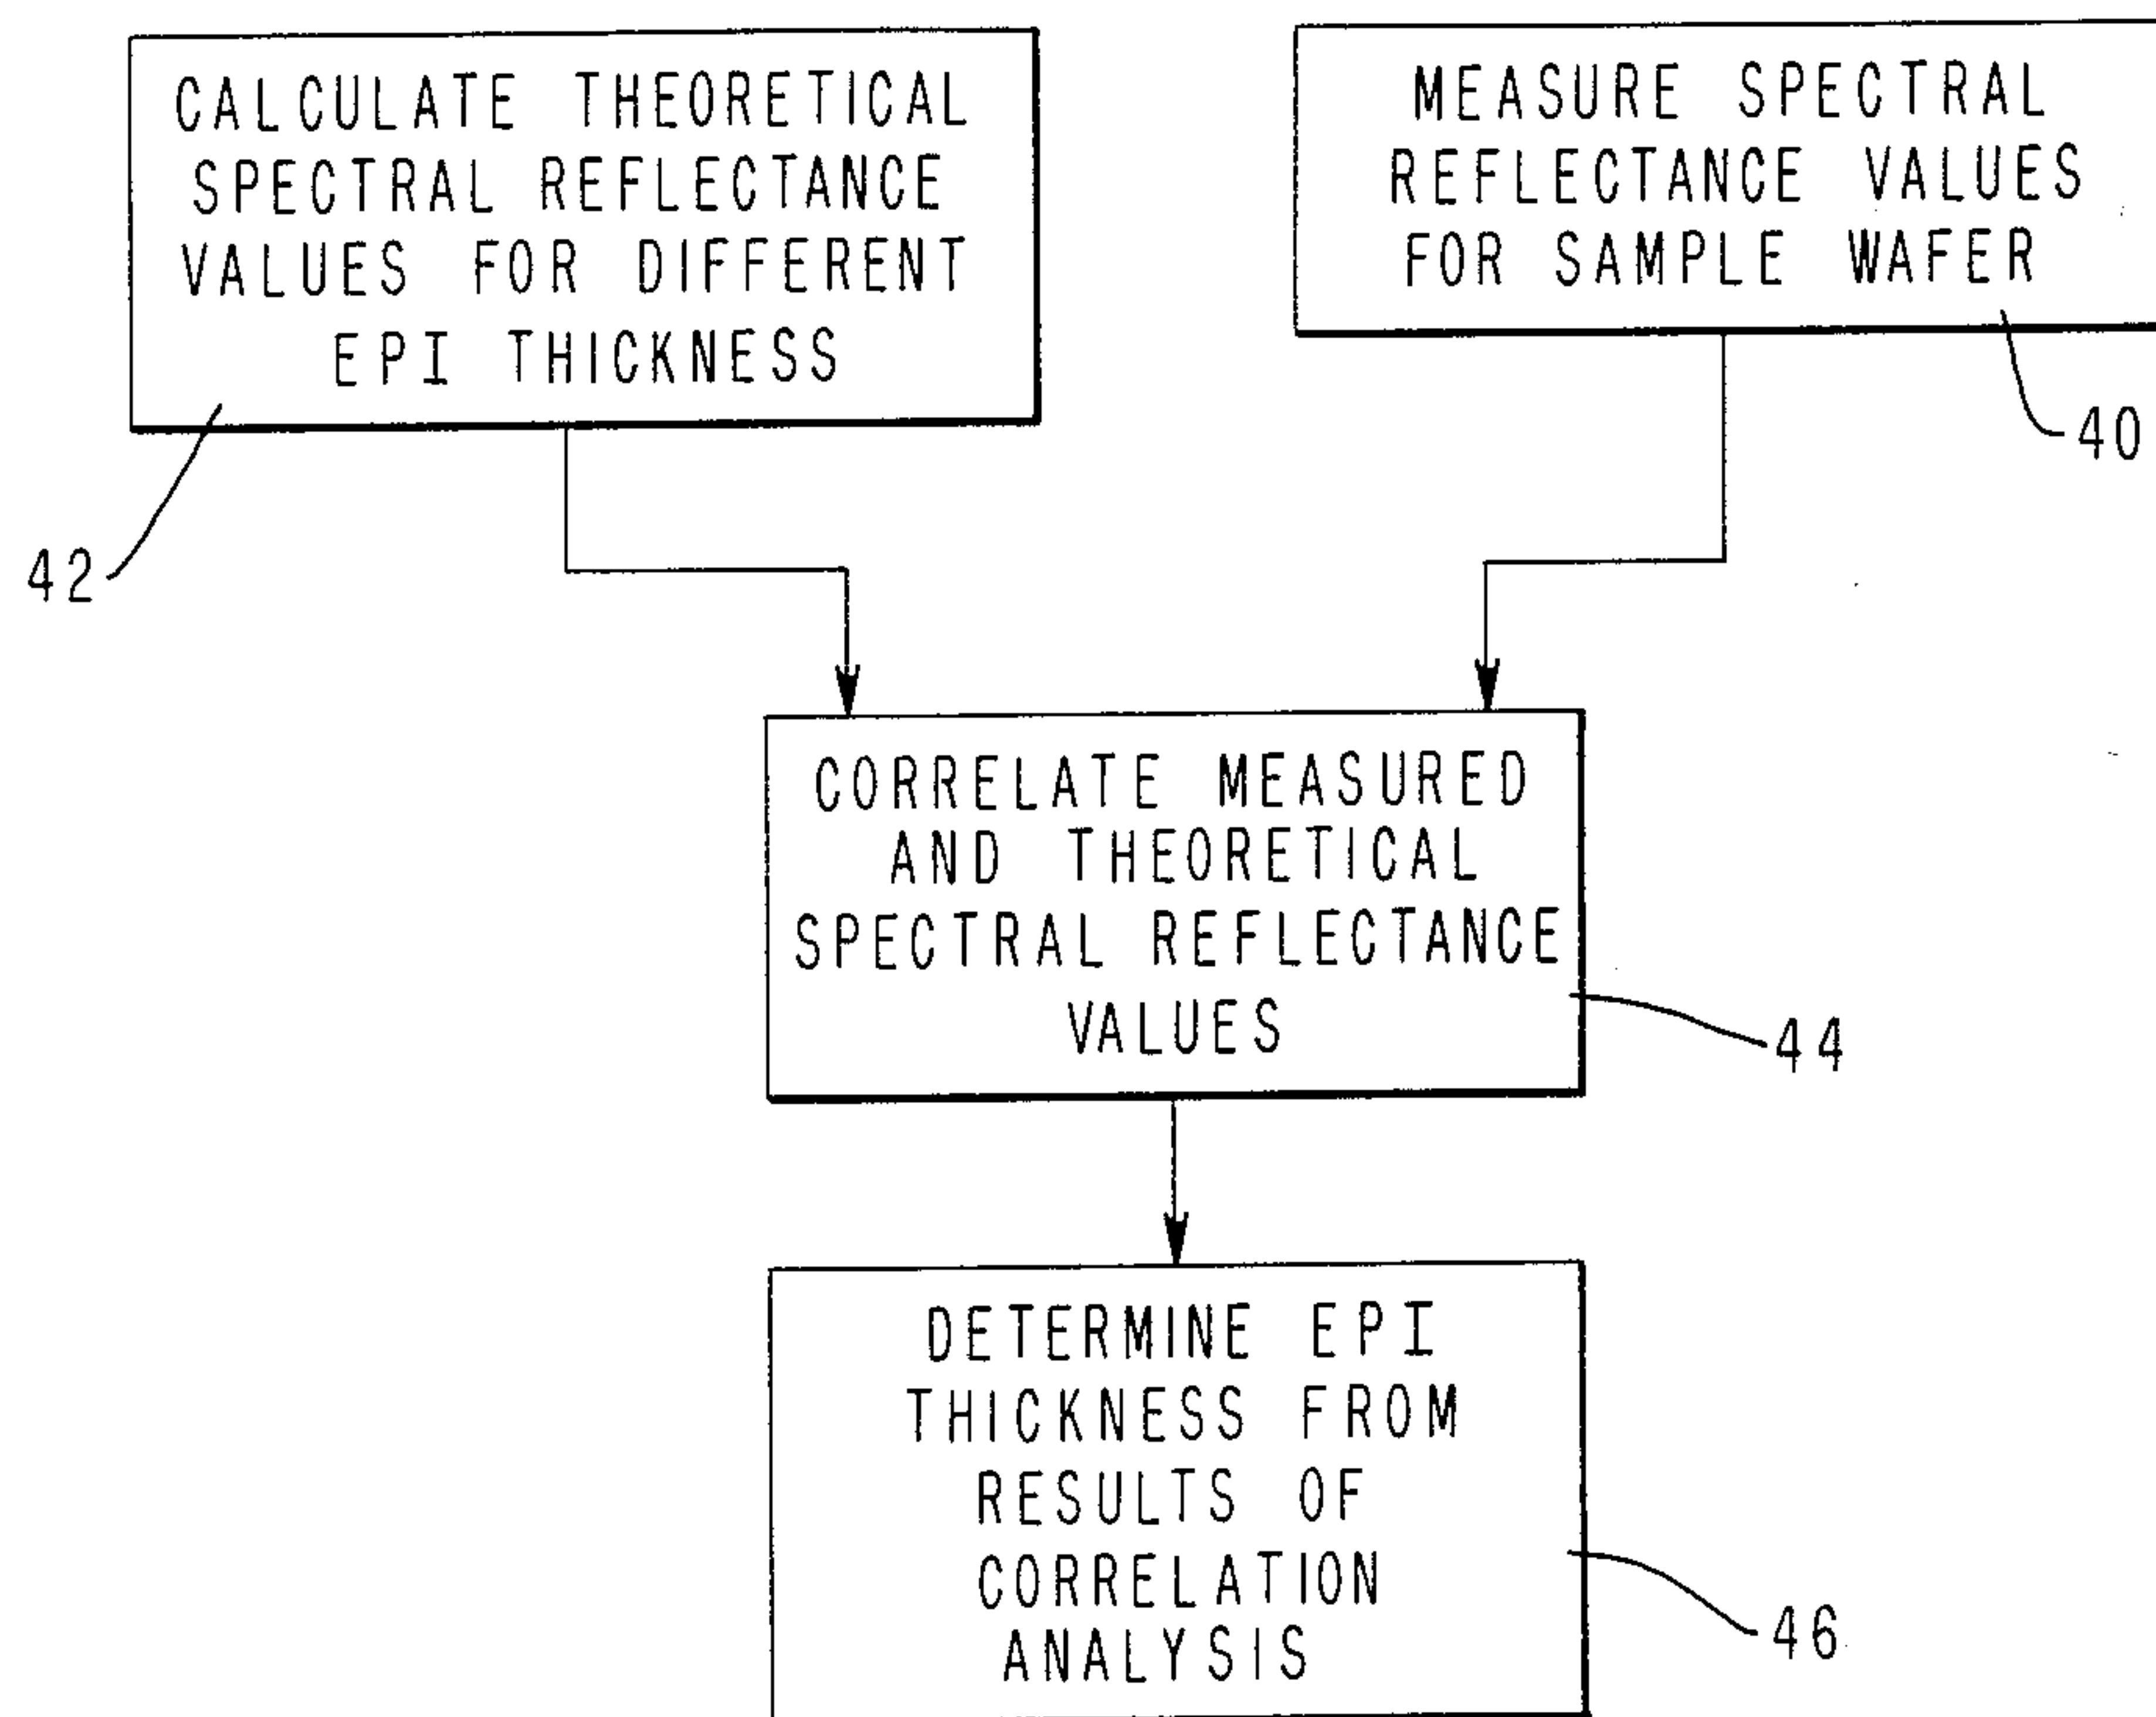 CALCULATE THEORETICAL
SPECTRAL REFLECTANCE
VALUES FOR DIFFERENT
EPI THICKNESS
42
MEASURE SPECTRAL
REFLECTANCE VALUES
FOR SAMPLE WAFER
40
CORRELATE MEASURED
AND THEORETICAL
SPECTRAL REFLECTANCE
VALUES
44
DETERMINE EPI
THICKNESS FROM
RESULTS OF
CORRELATION
ANALYSIS
46